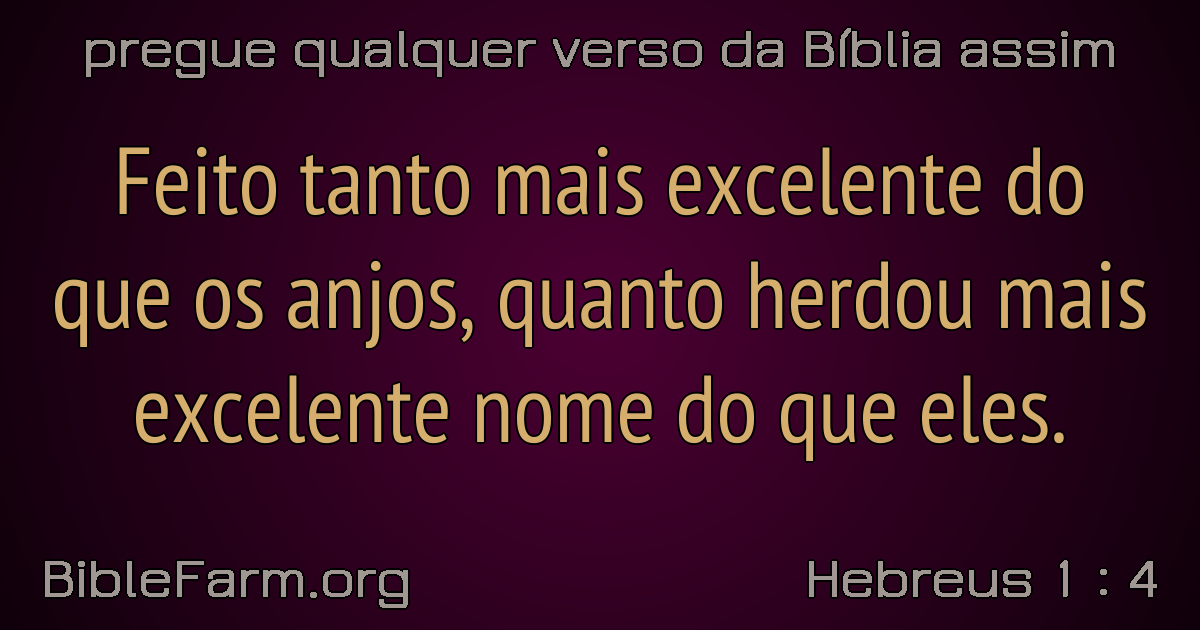 pregue qualquer verso da Bíblia assim
Feito tanto mais excelente do
que os anjos, quanto herdou mais
excelente nome do que eles.
BibleFarm.org
Hebreus 1 : 4